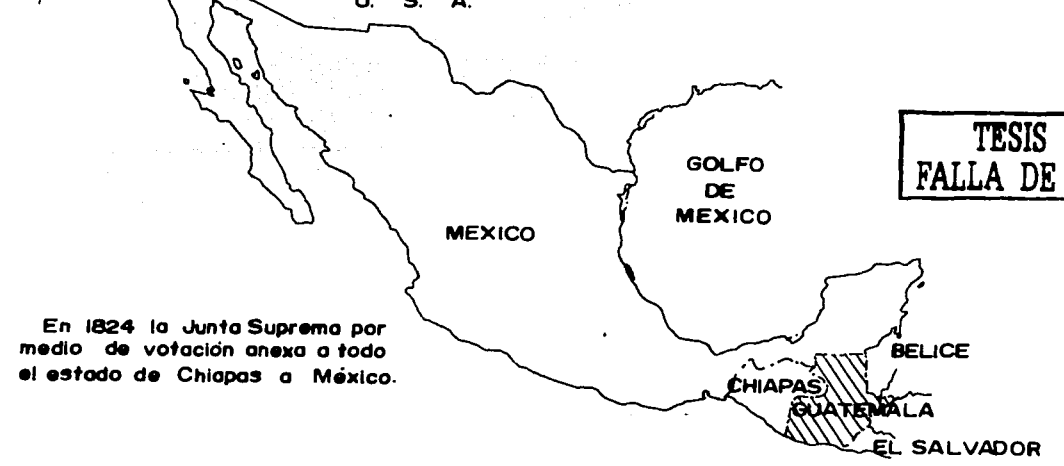 U. S. A.
TESIS
FALLA DE
GOLFO
DE
MEXICO
MEXICO
En 1824 la Junta Suprema por
medio de votación anexa a todo
el estado de Chiapas a México.
BELICE
CHIAPAS
GUATEMALA
EL SALVADOR